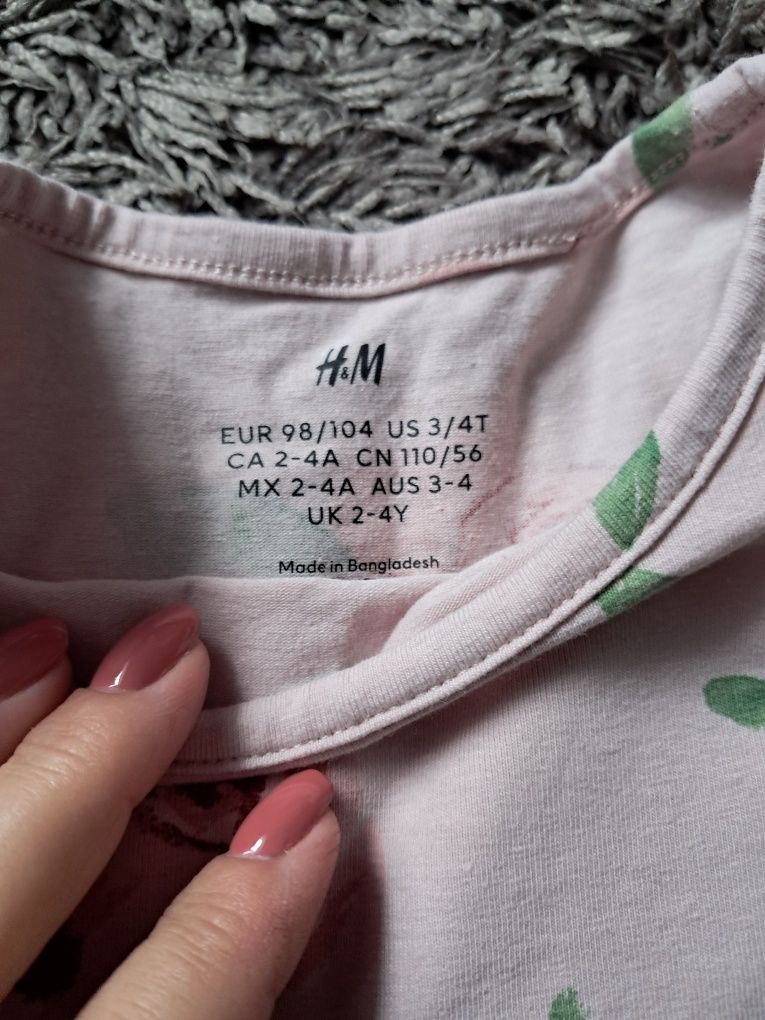 H&M
EUR 98/104 US 3/4T
CA 2-4A CN 110/56
MX 2-4A AUS 3-4
UK 2-4Y
Made in Bangladesh